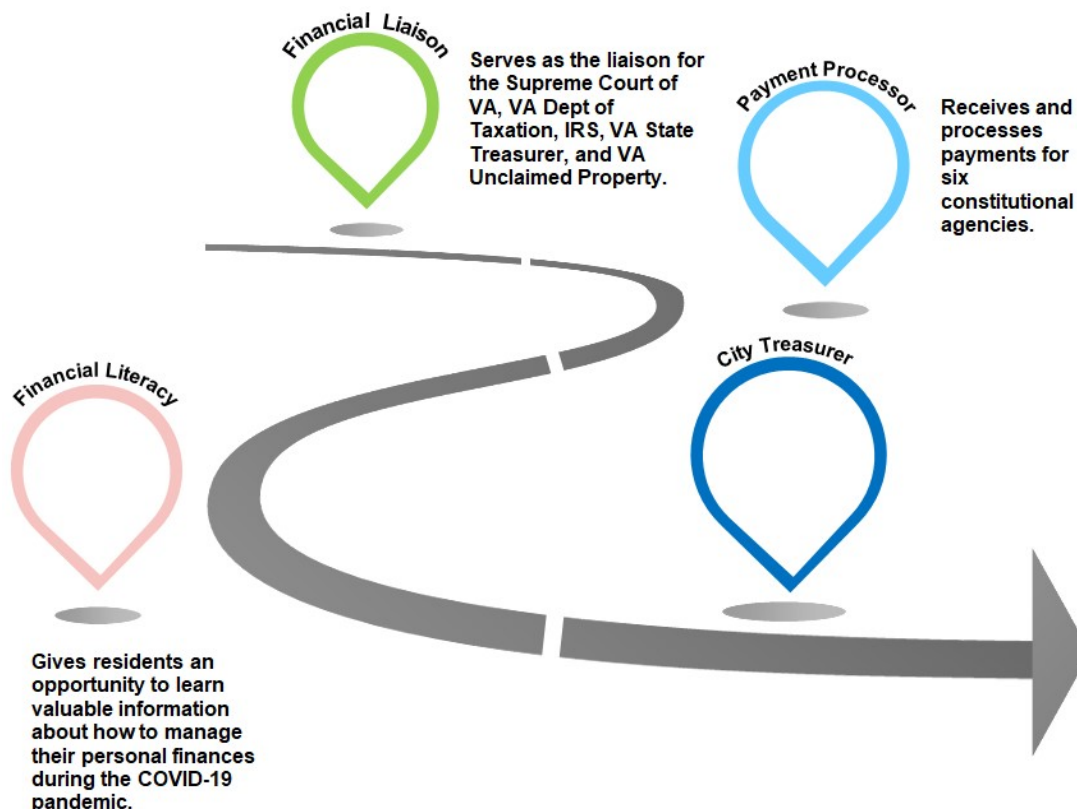 Financial Liaison
Serves as the liaison for
the Supreme Court of
VA, VA Dept of
Taxation, IRS, VA State
Treasurer, and VA
Unclaimed Property.
Payment Processor
Receives and
processes
payments for
six
constitutional
agencies.
Financial Literacy
Gives residents an
opportunity to learn
valuable information
about how to manage
their personal finances
during the COVID-19
pandemic.
City Treasurer